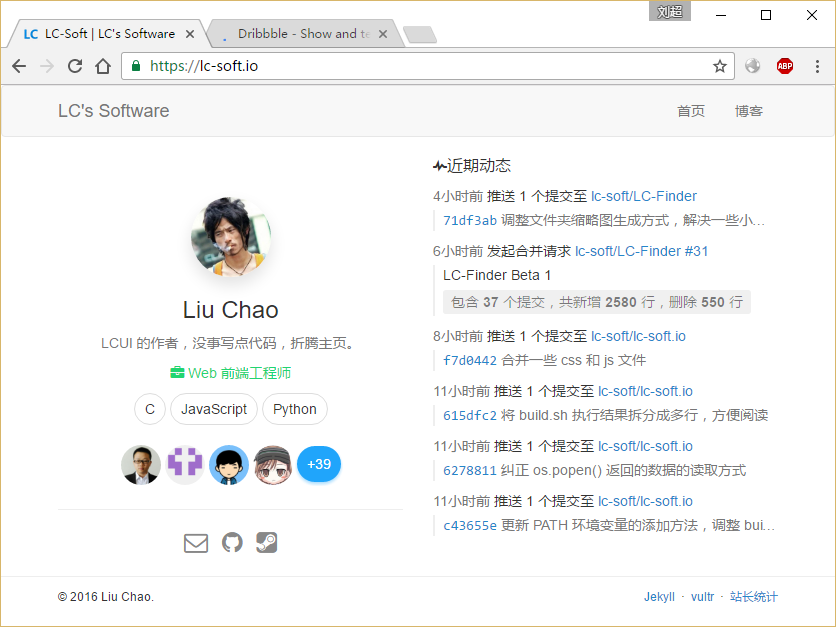 刘超
LC LC-Soft | LC's Software
Dribbble - Show and te
https://lc-soft.io
ABP
LC's Software
首页 博客
Liu Chao
LCUI 的作者，没事写点代码，折腾主页。
Web 前端工程师
C JavaScript Python
+39
近期动态
4小时前 推送 1 个提交至 lc-soft/LC-Finder
71df3ab 调整文件夹缩略图生成方式，解决一些小…
6小时前 发起合并请求 lc-soft/LC-Finder #31
LC-Finder Beta 1
包含 37 个提交，共新增 2580 行，删除 550 行
8小时前 推送 1 个提交至 lc-soft/lc-soft.io
f7d0442 合并一些 css 和 js 文件
11小时前 推送 1 个提交至 lc-soft/lc-soft.io
615dfc2 将 build.sh 执行结果拆分成多行，方便阅读
11小时前 推送 1 个提交至 lc-soft/lc-soft.io
6278811 纠正 os.popen() 返回的数据的读取方式
11小时前 推送 1 个提交至 lc-soft/lc-soft.io
c43655e 更新 PATH 环境变量的添加方法，调整 bui…
© 2016 Liu Chao.
Jekyll · vultr · 站长统计